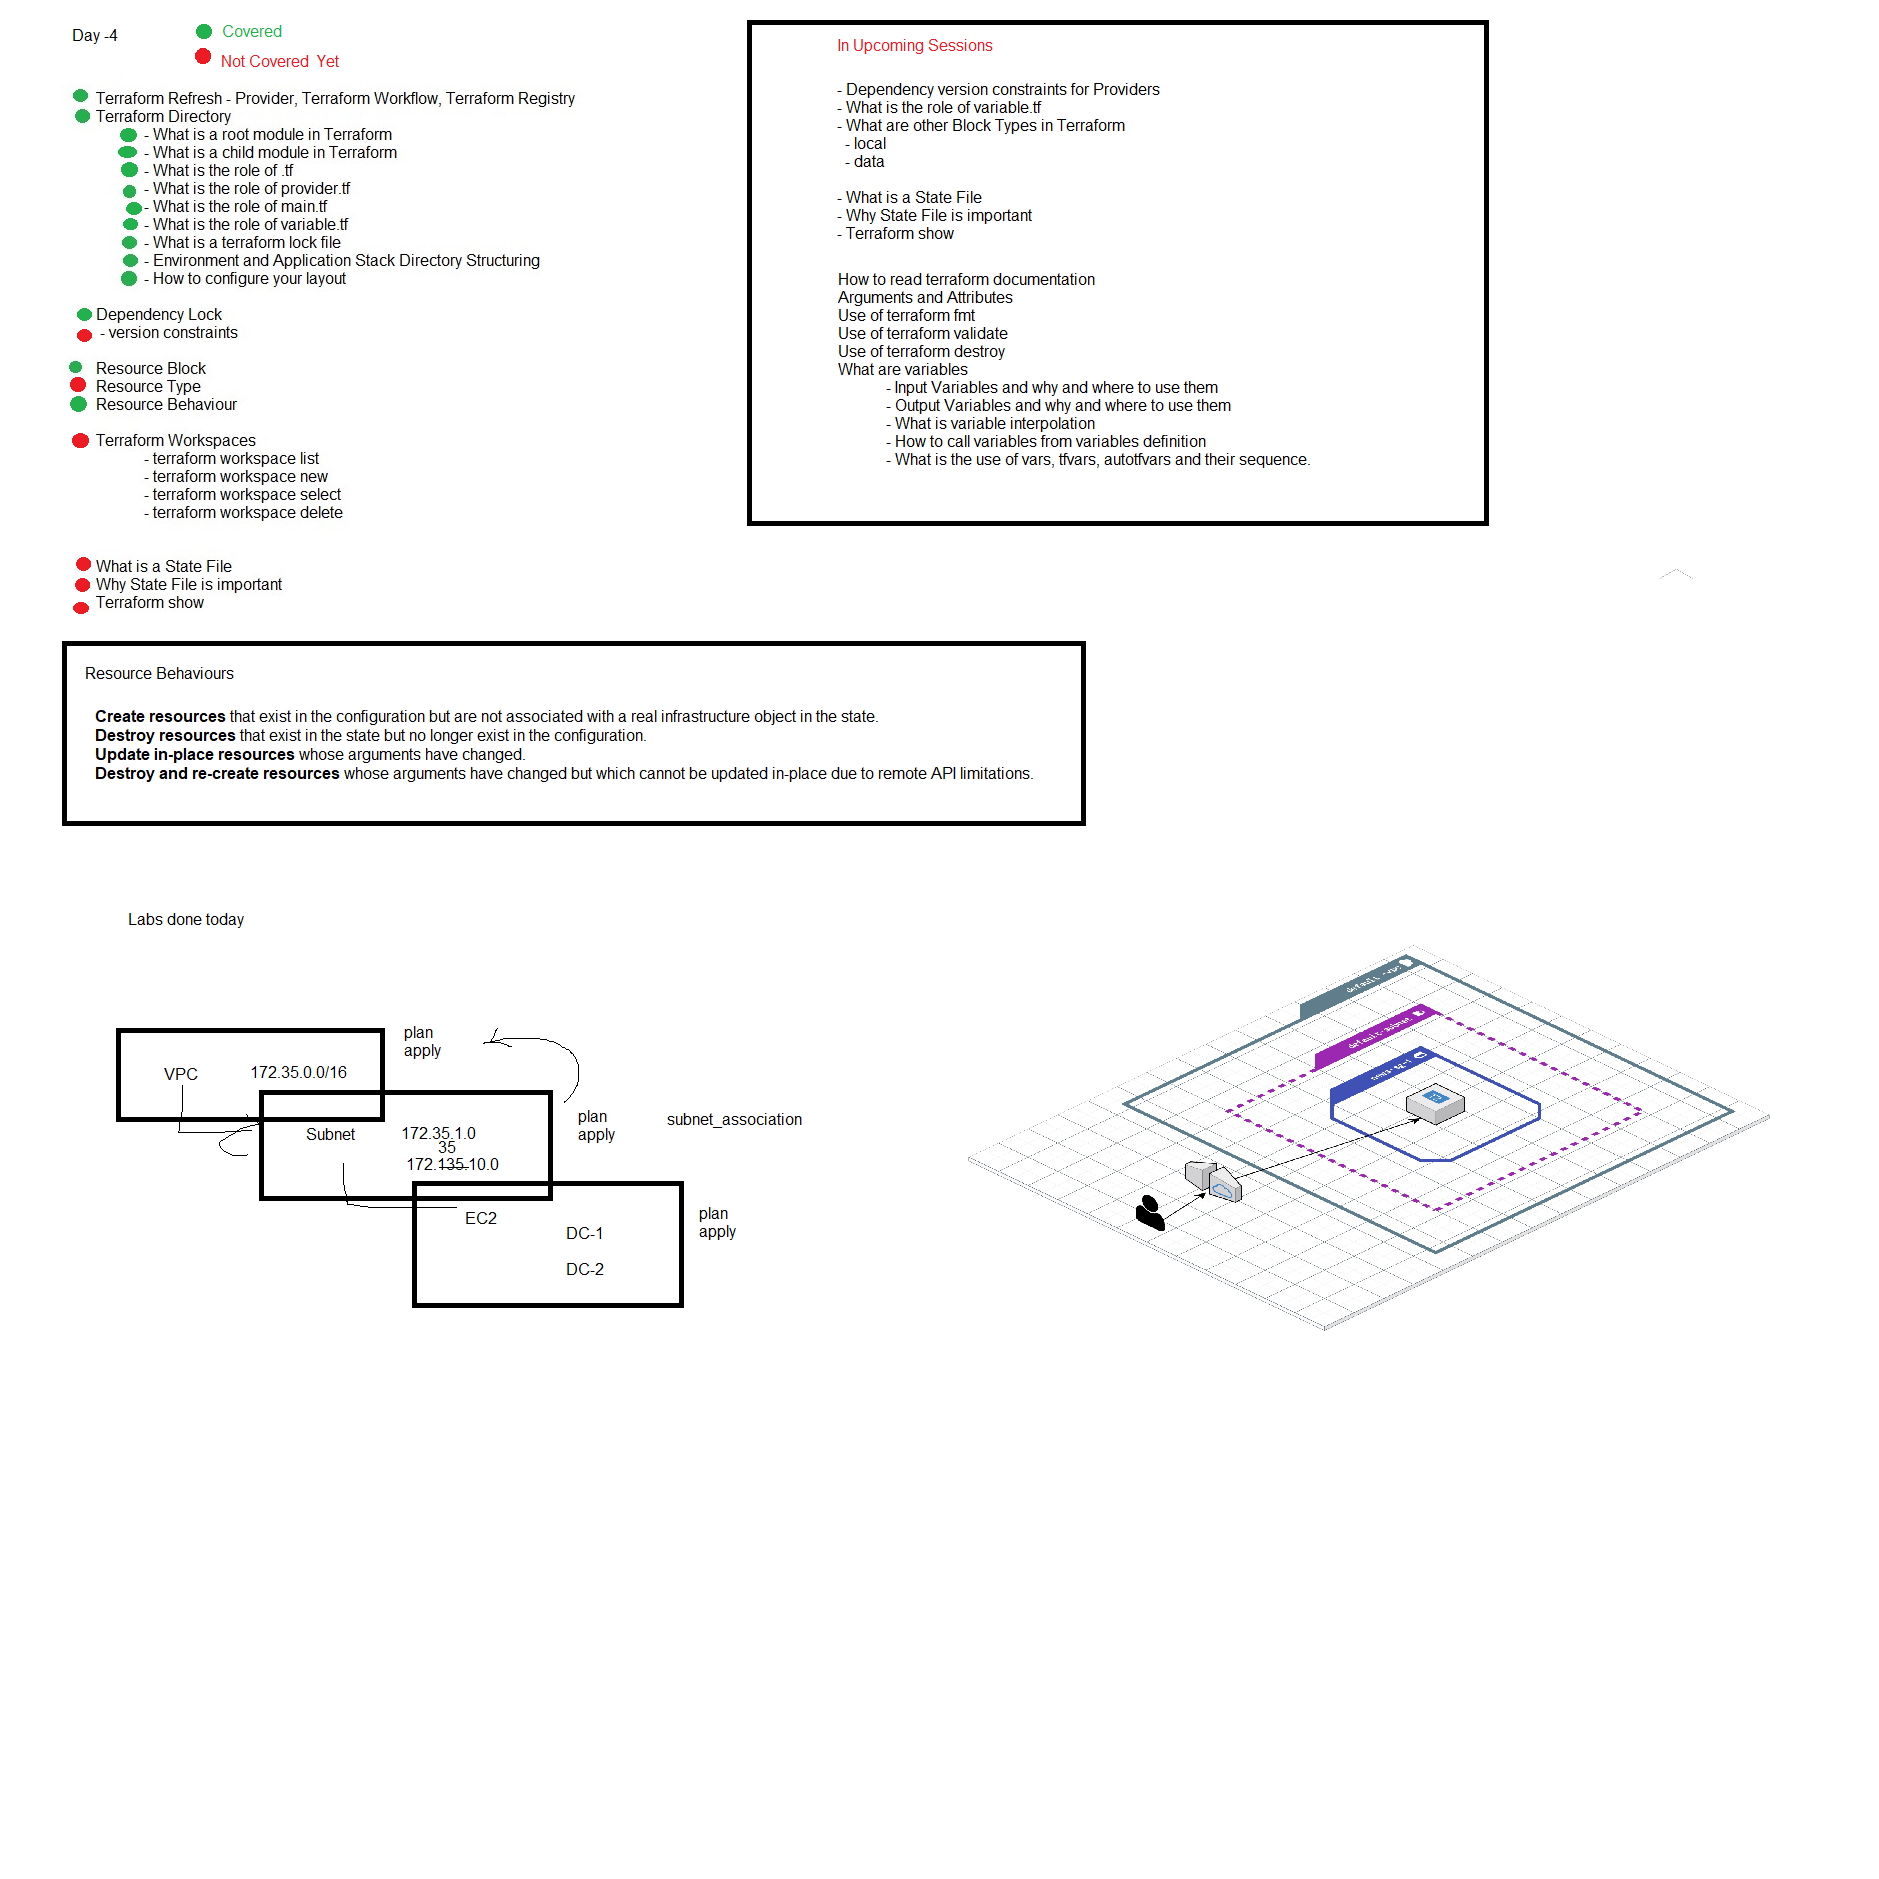 Day -4
Covered
Not Covered  Yet
Terraform Refresh - Provider, Terraform Workflow, Terraform Registry
Terraform Directory
- What is a root module in Terraform
- What is a child module in Terraform
- What is the role of .tf
- What is the role of provider.tf
- What is the role of main.tf
- What is the role of variable.tf
- What is a terraform lock file
- Environment and Application Stack Directory Structuring
- How to configure your layout
Dependency Lock
- version constraints
Resource Block
Resource Type
Resource Behaviour
Terraform Workspaces
- terraform workspace list
- terraform workspace new
- terraform workspace select
- terraform workspace delete
What is a State File
Why State File is important
Terraform show
In Upcoming Sessions
- Dependency version constraints for Providers
- What is the role of variable.tf
- What are other Block Types in Terraform
- local
- data
- What is a State File
- Why State File is important
- Terraform show
How to read terraform documentation
Arguments and Attributes
Use of terraform fmt
Use of terraform validate
Use of terraform destroy
What are variables
- Input Variables and why and where to use them
- Output Variables and why and where to use them
- What is variable interpolation
- How to call variables from variables definition
- What is the use of vars, tfvars, autotfvars and their sequence.
Resource Behaviours
Create resources that exist in the configuration but are not associated with a real infrastructure object in the state.
Destroy resources that exist in the state but no longer exist in the configuration.
Update in-place resources whose arguments have changed.
Destroy and re-create resources whose arguments have changed but which cannot be updated in-place due to remote API limitations.
Labs done today
plan
apply
VPC 172.35.0.0/16
plan
apply
subnet_association
Subnet 172.35.1.0
35
172.135.10.0
EC2
DC-1
DC-2
plan
apply
default-vpc
default-subnet